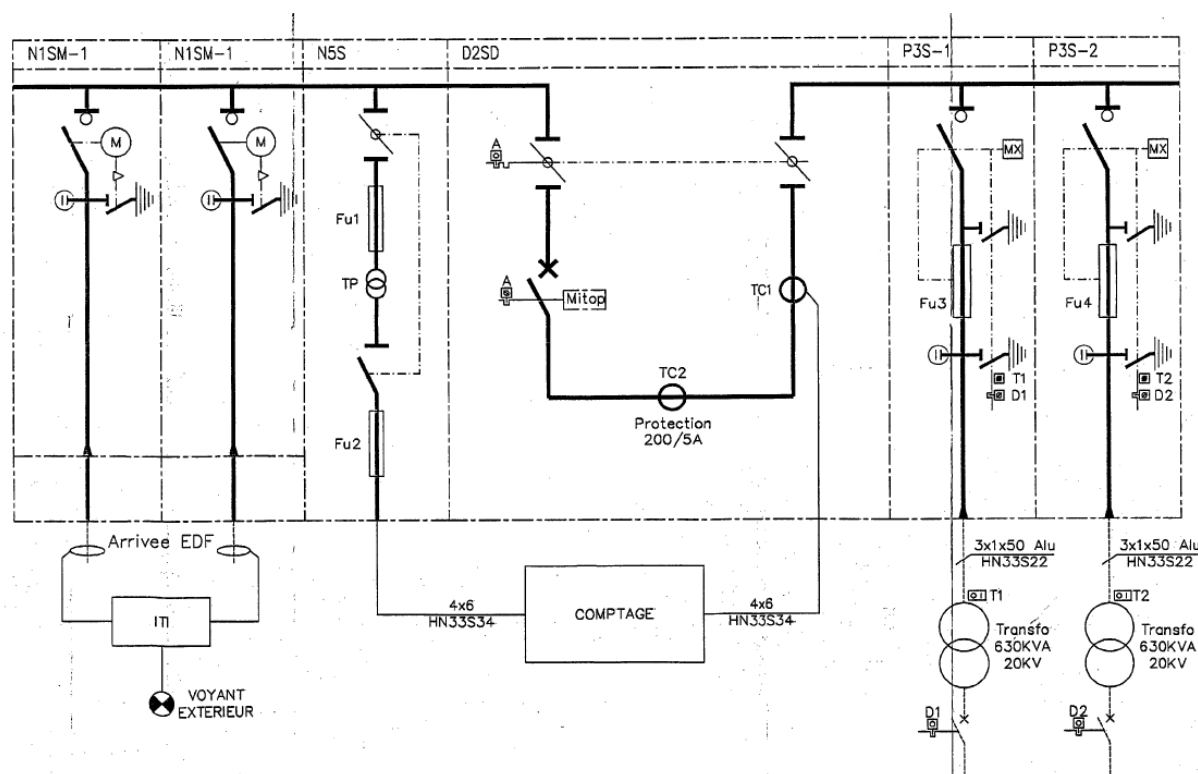 N1SM-1
N1SM-1
N5S
D2SD
P3S-1
P3S-2
M
M
A
MX
MX
Fu1
TP
A
Mitop
TC1
Fu3
Fu4
TC2
Protection
200/5A
T1
D1
T2
D2
Fu2
Arrivee EDF
3x1x50 Alu
HN33S22
3x1x50 Alu
HN33S22
ITI
4x6
HN33S34
COMPTAGE
4x6
HN33S34
T1
Transfo
630KVA
20KV
T2
Transfo
630KVA
20KV
VOYANT
EXTERIEUR
D1
D2